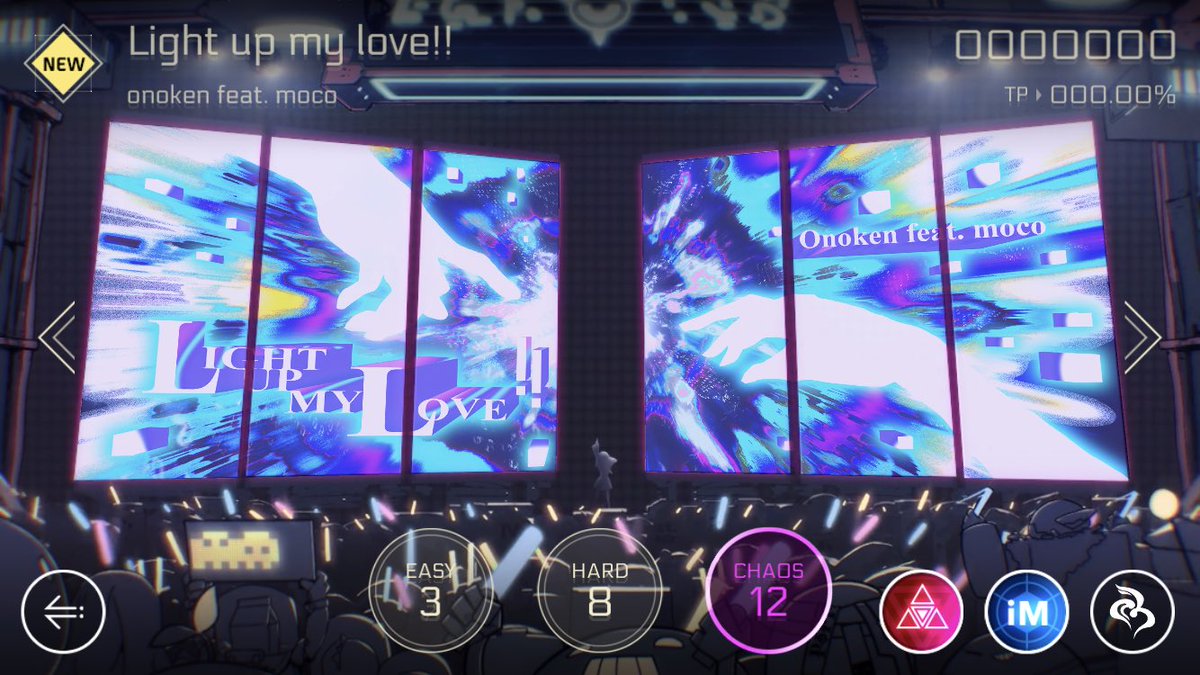 NEW
Light up my love!!
onoken feat. moco
0000000
TP 000.00%
Onoken feat. moco
LIGHT
UP
MY LOVE!!
EASY
3
HARD
8
CHAOS
12
iM